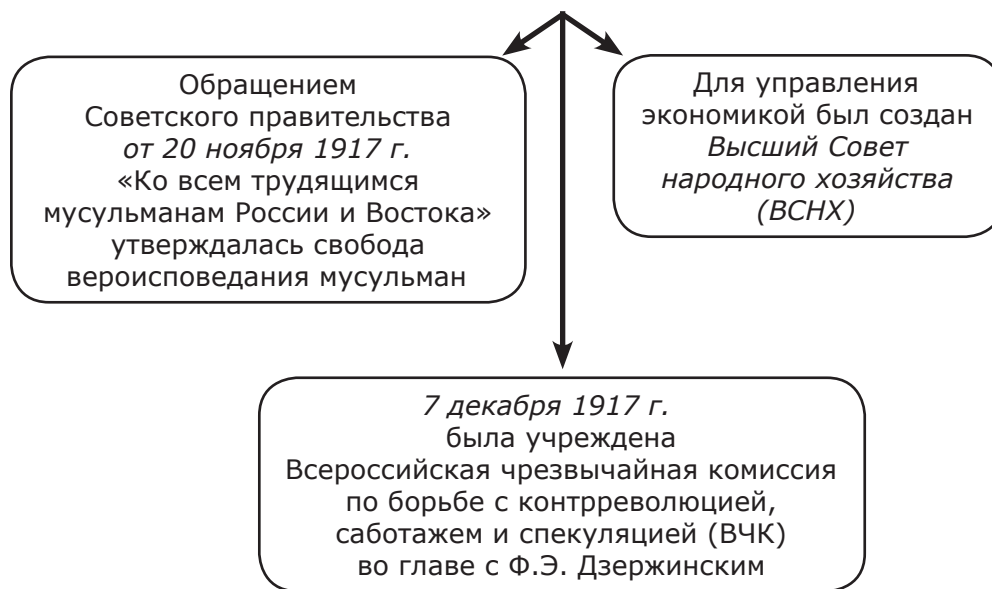 Обращением
Советского правительства
от 20 ноября 1917 г.
«Ко всем трудящимся
мусульманам России и Востока»
утверждалась свобода
вероисповедания мусульман
Для управления
экономикой был создан
Высший Совет
народного хозяйства
(ВСНХ)
7 декабря 1917 г.
была учреждена
Всероссийская чрезвычайная комиссия
по борьбе с контрреволюцией,
саботажем и спекуляцией (ВЧК)
во главе с Ф.Э. Дзержинским